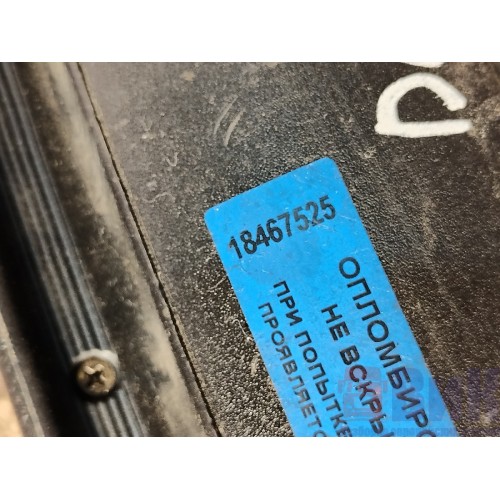 18467525
ОПЛОМБИРО
НЕ ВСКРЫ
ПРИ ПОПЫТКЕ
ПРОЯВЛЯЕТС